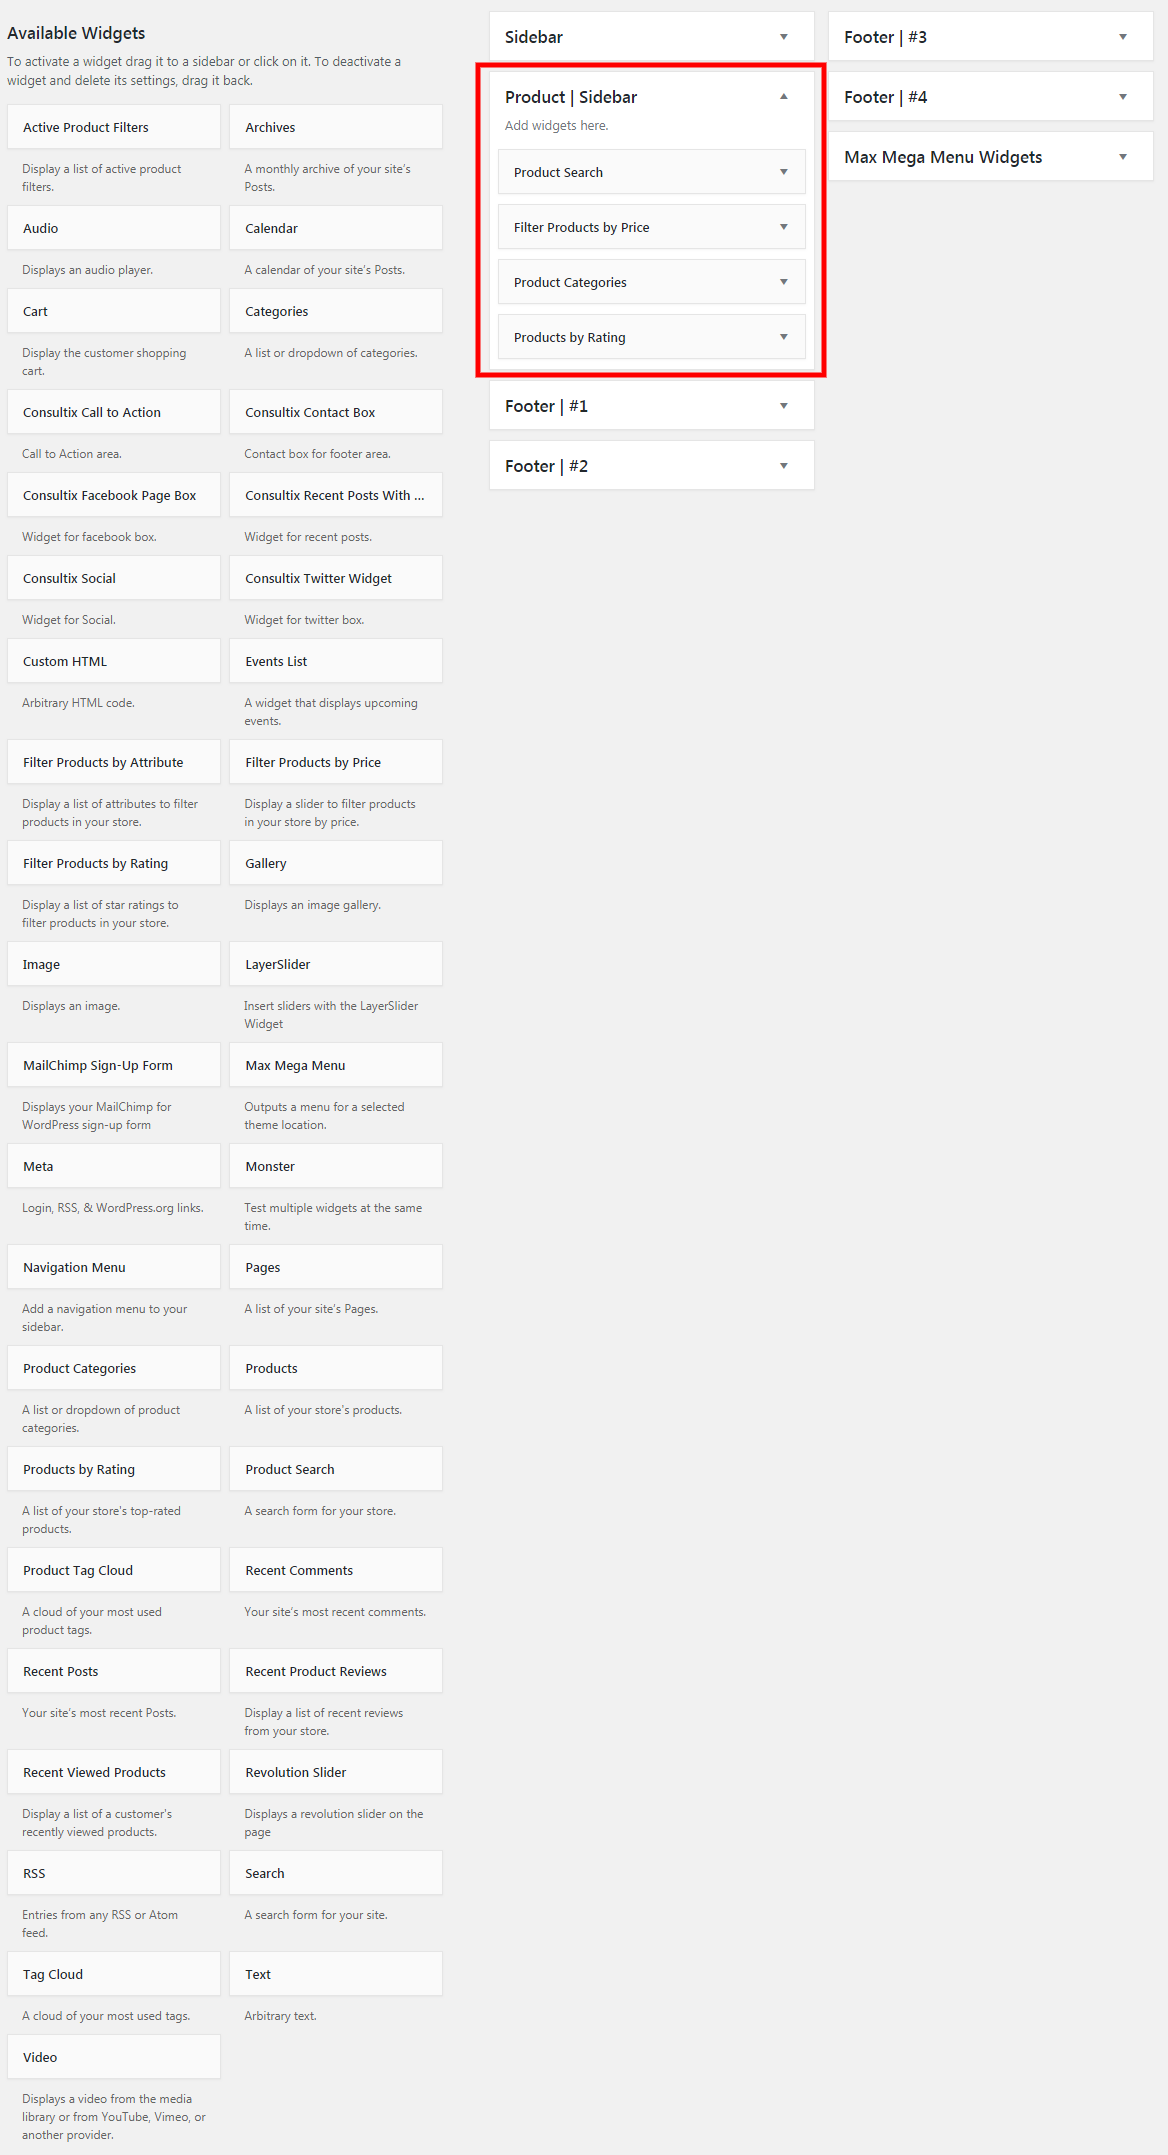 Available Widgets
To activate a widget drag it to a sidebar or click on it. To deactivate a
widget and delete its settings, drag it back.
Active Product Filters
Archives
Display a list of active product
filters.
A monthly archive of your site's
Posts.
Audio
Calendar
Displays an audio player.
A calendar of your site's Posts.
Cart
Categories
Display the customer shopping
cart.
A list or dropdown of categories.
Consultix Call to Action
Consultix Contact Box
Call to Action area.
Contact box for footer area.
Consultix Facebook Page Box
Consultix Recent Posts With ...
Widget for facebook box.
Widget for recent posts.
Consultix Social
Consultix Twitter Widget
Widget for Social.
Widget for twitter box.
Custom HTML
Events List
Arbitrary HTML code.
A widget that displays upcoming
events.
Filter Products by Attribute
Filter Products by Price
Display a list of attributes to filter
products in your store.
Display a slider to filter products
in your store by price.
Filter Products by Rating
Gallery
Display a list of star ratings to
filter products in your store.
Displays an image gallery.
Image
LayerSlider
Displays an image.
Insert sliders with the LayerSlider
Widget
MailChimp Sign-Up Form
Max Mega Menu
Displays your MailChimp for
WordPress sign-up form
Outputs a menu for a selected
theme location.
Meta
Monster
Login, RSS, & WordPress.org links.
Test multiple widgets at the same
time.
Navigation Menu
Pages
Add a navigation menu to your
sidebar.
A list of your site's Pages.
Product Categories
Products
A list or dropdown of product
categories.
A list of your store's products.
Products by Rating
Product Search
A list of your store's top-rated
products.
A search form for your store.
Product Tag Cloud
Recent Comments
A cloud of your most used
product tags.
Your site's most recent comments.
Recent Posts
Recent Product Reviews
Your site's most recent Posts.
Display a list of recent reviews
from your store.
Recent Viewed Products
Revolution Slider
Display a list of a customer's
recently viewed products.
Displays a revolution slider on the
page
RSS
Search
Entries from any RSS or Atom
feed.
A search form for your site.
Tag Cloud
Text
A cloud of your most used tags.
Arbitrary text.
Video
Displays a video from the media
library or from YouTube, Vimeo, or
another provider.
Sidebar
Product | Sidebar
Add widgets here.
Product Search
Filter Products by Price
Product Categories
Products by Rating
Footer | #1
Footer | #2
Footer | #3
Footer | #4
Max Mega Menu Widgets